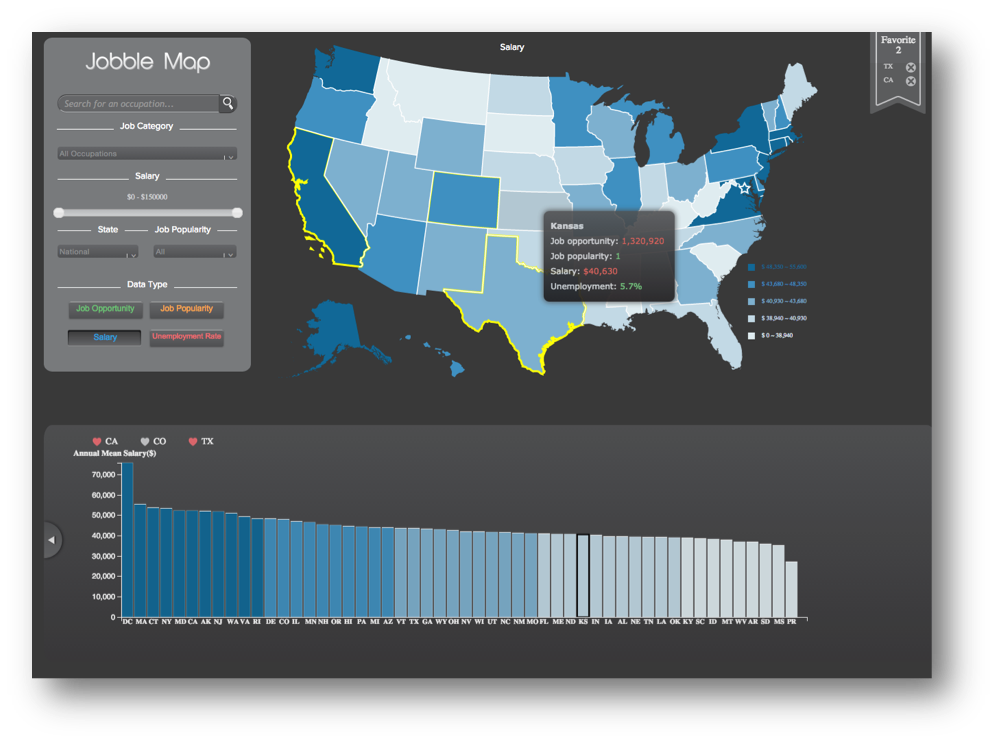 Jobble Map
Search for an occupation...
Job Category
All Occupations
Salary
$0 - $150000
State
Job Popularity
National
All
Data Type
Job Opportunity
Job Popularity
Salary
Unemployment Rate
Salary
Favorite
2
TX
CA
Kansas
Job opportunity: 1,320,920
Job popularity: 1
Salary: $40,630
Unemployment: 5.7%
$ 43,680 – 48,350
$ 40,930 – 43,680
$ 38,940 – 40,930
$ 0 – 38,940
CA CO TX
Annual Mean Salary($)
70,000
60,000
50,000
40,000
30,000
20,000
10,000
0
DC MA CT NY MD CA AK NJ WA VA RI DE CO IL MN NH OR HI PA MI AZ VT TX GA WY OH NV WI UT NC NM MO FL ME ND KS IN IA AL NE TN LA OK KY SC ID MT WV AR SD MS PR